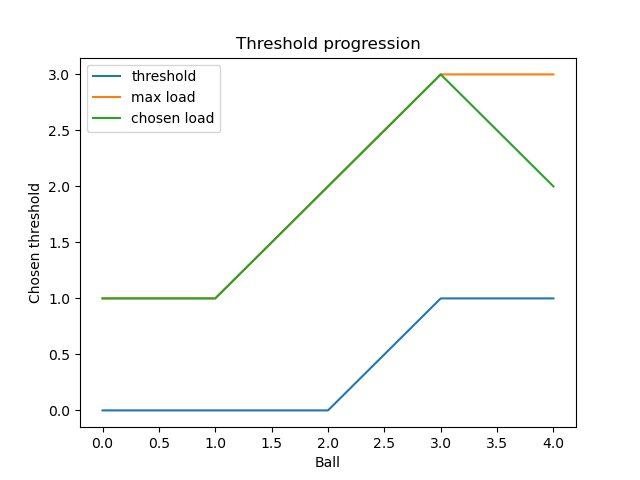 Threshold progression
threshold
max load
chosen load
Chosen threshold
3.0
2.5
2.0
1.5
1.0
0.5
0.0
0.0 0.5 1.0 1.5 2.0 2.5 3.0 3.5 4.0
Ball